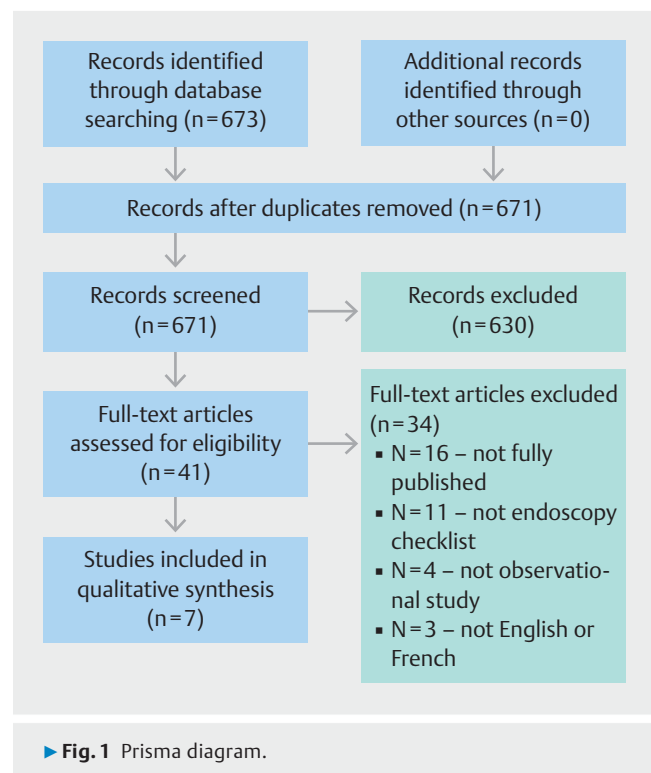 Records identified
through database
searching (n=673)
Additional records
identified through
other sources (n=0)
Records after duplicates removed (n=671)
Records screened
(n=671)
Records excluded
(n=630)
Full-text articles
assessed for eligibility
(n=41)
Full-text articles excluded
(n=34)
▪ N=16 – not fully
published
▪ N=11 – not endoscopy
checklist
▪ N=4 – not observatio-
nal study
▪ N=3 – not English or
French
Studies included in
qualitative synthesis
(n=7)
▶ Fig. 1 Prisma diagram.